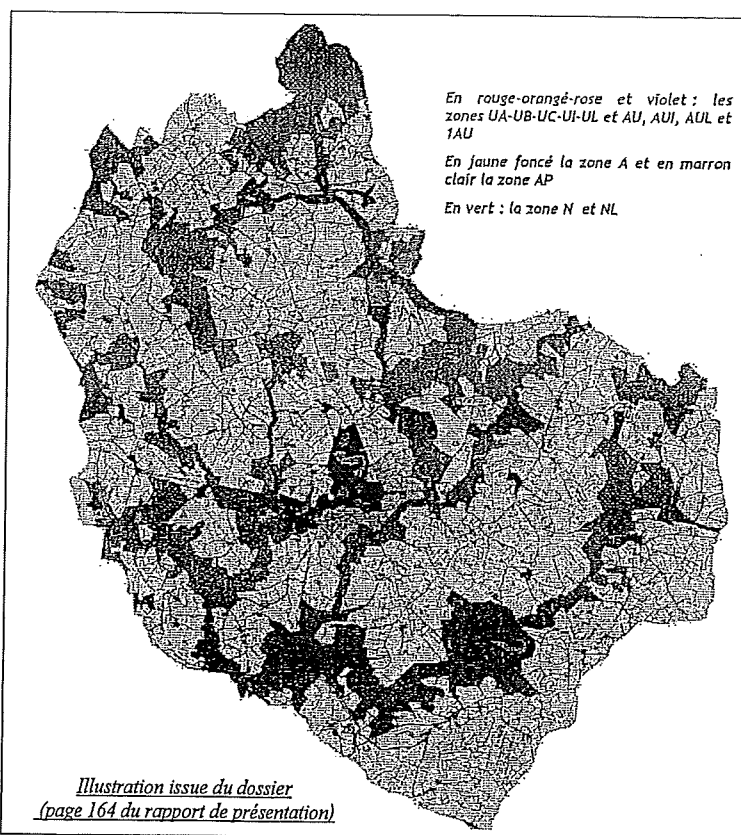 En rouge-orangé-rose et violet : les
zones UA-UB-UC-UI-UL et AU, AUI, AUL et
1AU
En jaune foncé la zone A et en marron
clair la zone AP
En vert : la zone N et NL
Illustration issue du dossier
(page 164 du rapport de présentation)